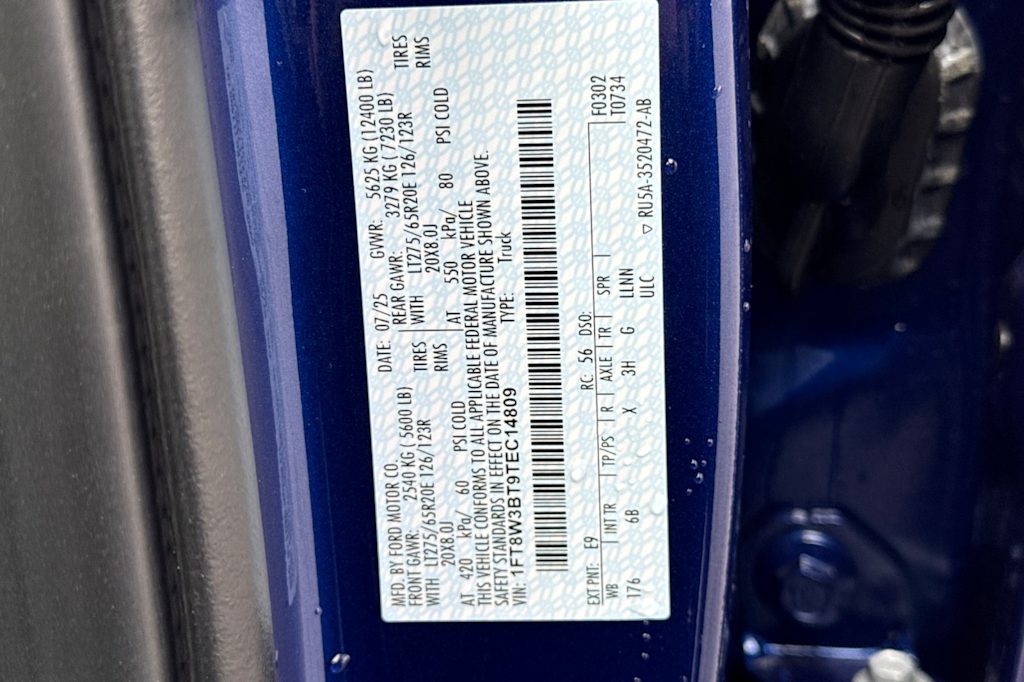 MFD. BY FORD MOTOR CO.
DATE: 07/25 GVWR: 5625 KG (12400 LB)
FRONT GAWR: 2540 KG (5600 LB) REAR GAWR: 3279 KG (7230 LB)
WITH LT275/65R20E 126/123R TIRES WITH LT275/65R20E 126/123R TIRES
20X8.0J RIMS 20X8.0J RIMS
AT 420 kPa/ 60 PSI COLD AT 550 kPa/ 80 PSI COLD
THIS VEHICLE CONFORMS TO ALL APPLICABLE FEDERAL MOTOR VEHICLE
SAFETY STANDARDS IN EFFECT ON THE DATE OF MANUFACTURE SHOWN ABOVE.
VIN: 1FT8W3BT9TEC14809 TYPE: Truck
EXT PNT: E9 RC: 56 DSO: F0302
WB INT TR TP/PS R AXLE TR SPR T0734
176 6B X 3H G LLNN
ULC ▽ RU5A-3520472-AB